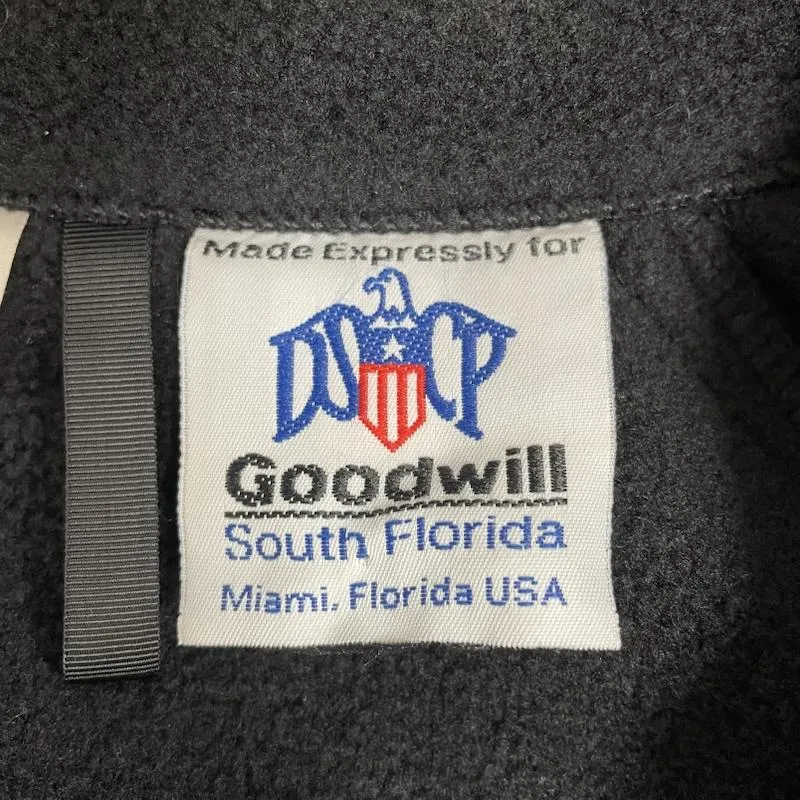 Made Expressly for
DSCP
Goodwill
South Florida
Miami, Florida USA